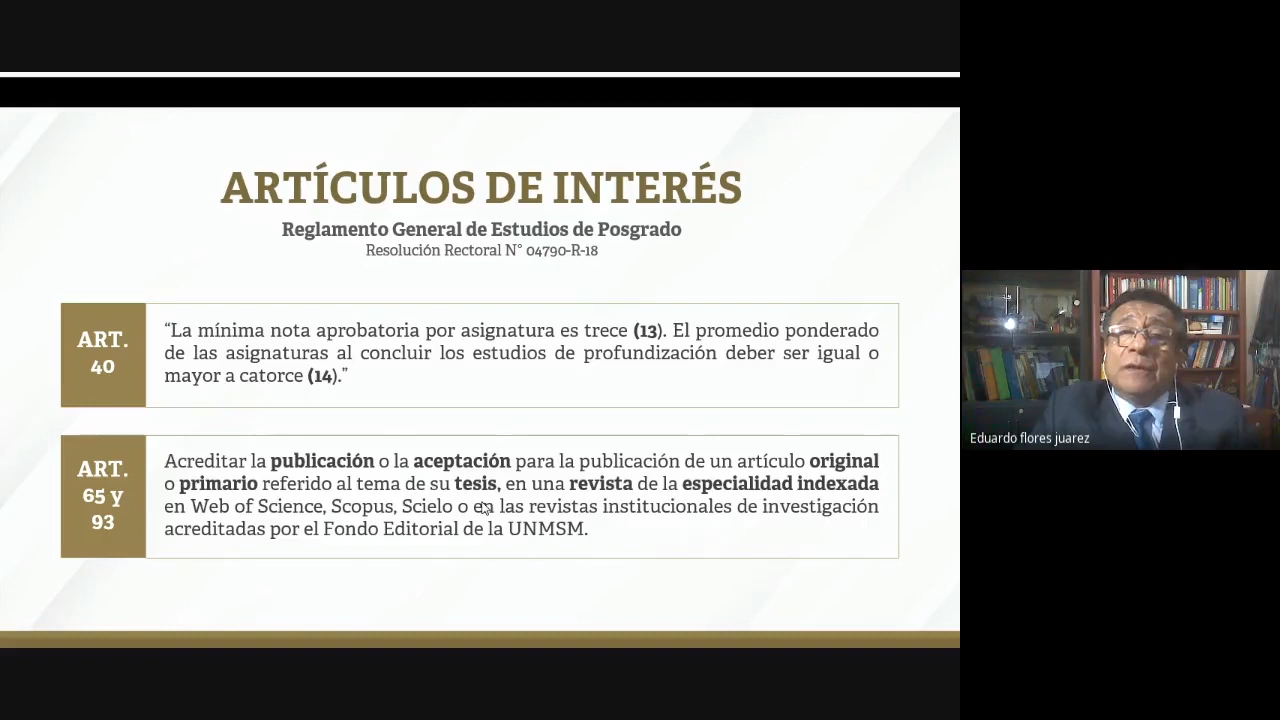 ARTÍCULOS DE INTERÉS
Reglamento General de Estudios de Posgrado
Resolución Rectoral N° 04790-R-18
ART.
40
“La mínima nota aprobatoria por asignatura es trece (13). El promedio ponderado
de las asignaturas al concluir los estudios de profundización deber ser igual o
mayor a catorce (14).”
ART.
65 y
93
Acreditar la publicación o la aceptación para la publicación de un artículo original
o primario referido al tema de su tesis, en una revista de la especialidad indexada
en Web of Science, Scopus, Scielo o en las revistas institucionales de investigación
acreditadas por el Fondo Editorial de la UNMSM.
Eduardo flores juarez